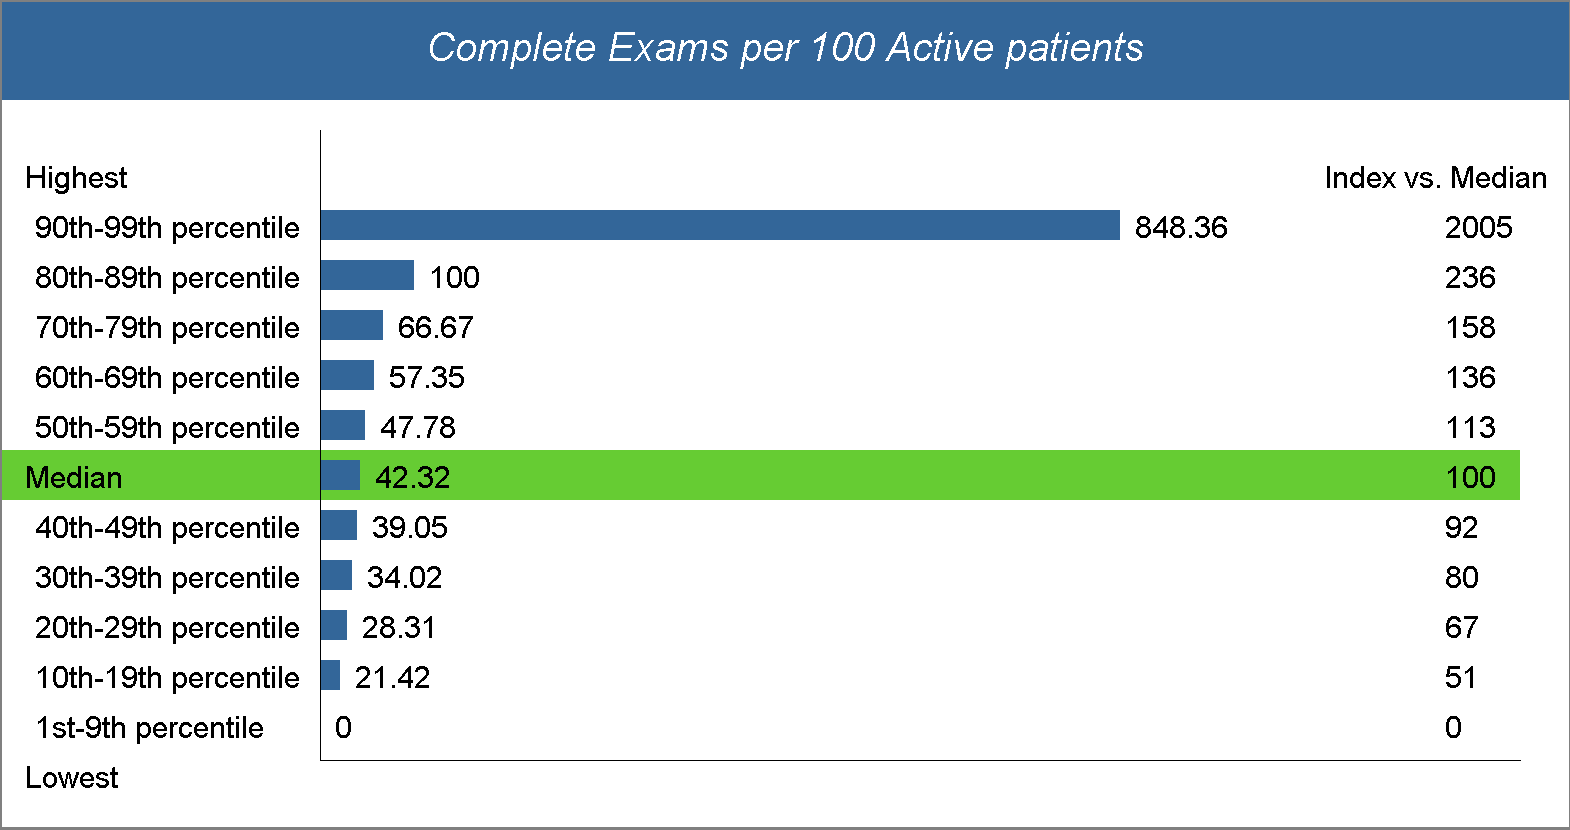 Complete Exams per 100 Active patients
Highest Index vs. Median
90th-99th percentile 848.36 2005
80th-89th percentile 100 236
70th-79th percentile 66.67 158
60th-69th percentile 57.35 136
50th-59th percentile 47.78 113
Median 42.32 100
40th-49th percentile 39.05 92
30th-39th percentile 34.02 80
20th-29th percentile 28.31 67
10th-19th percentile 21.42 51
1st-9th percentile 0 0
Lowest